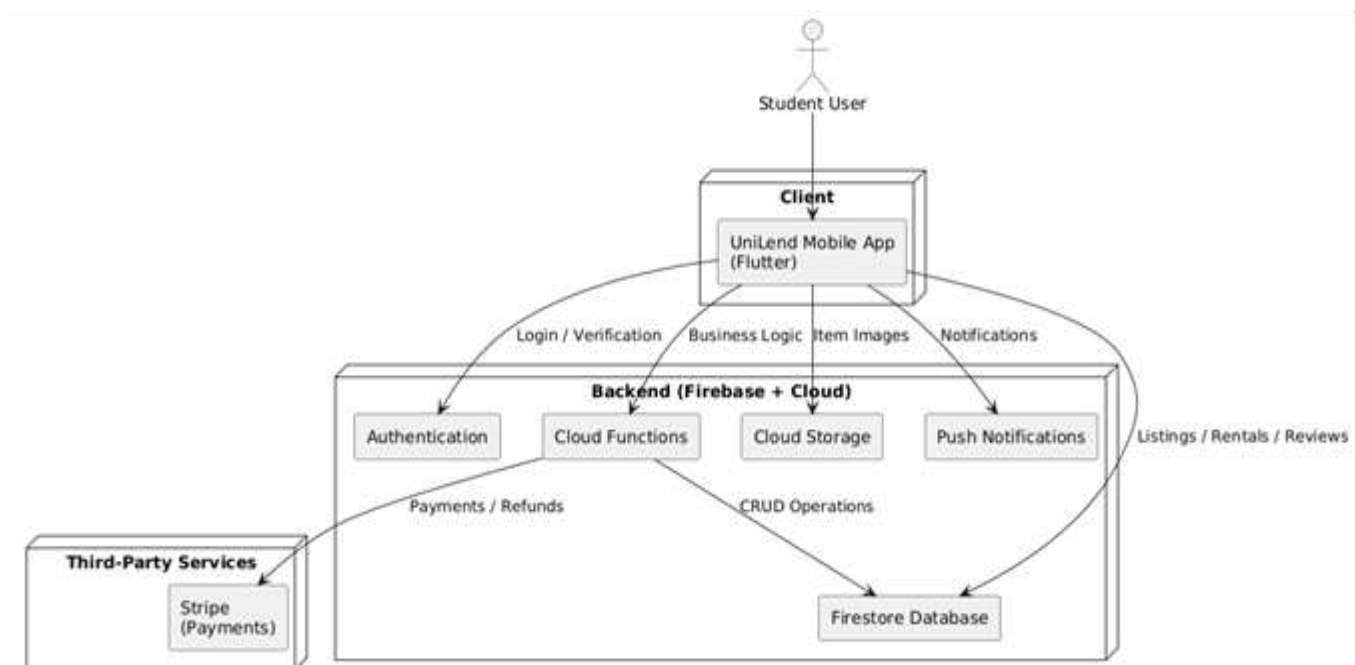 Student User
Client
UniLend Mobile App
(Flutter)
Login / Verification
Business Logic
Item Images
Notifications
Listings / Rentals / Reviews
Backend (Firebase + Cloud)
Authentication
Cloud Functions
Cloud Storage
Push Notifications
Payments / Refunds
CRUD Operations
Third-Party Services
Stripe
(Payments)
Firestore Database